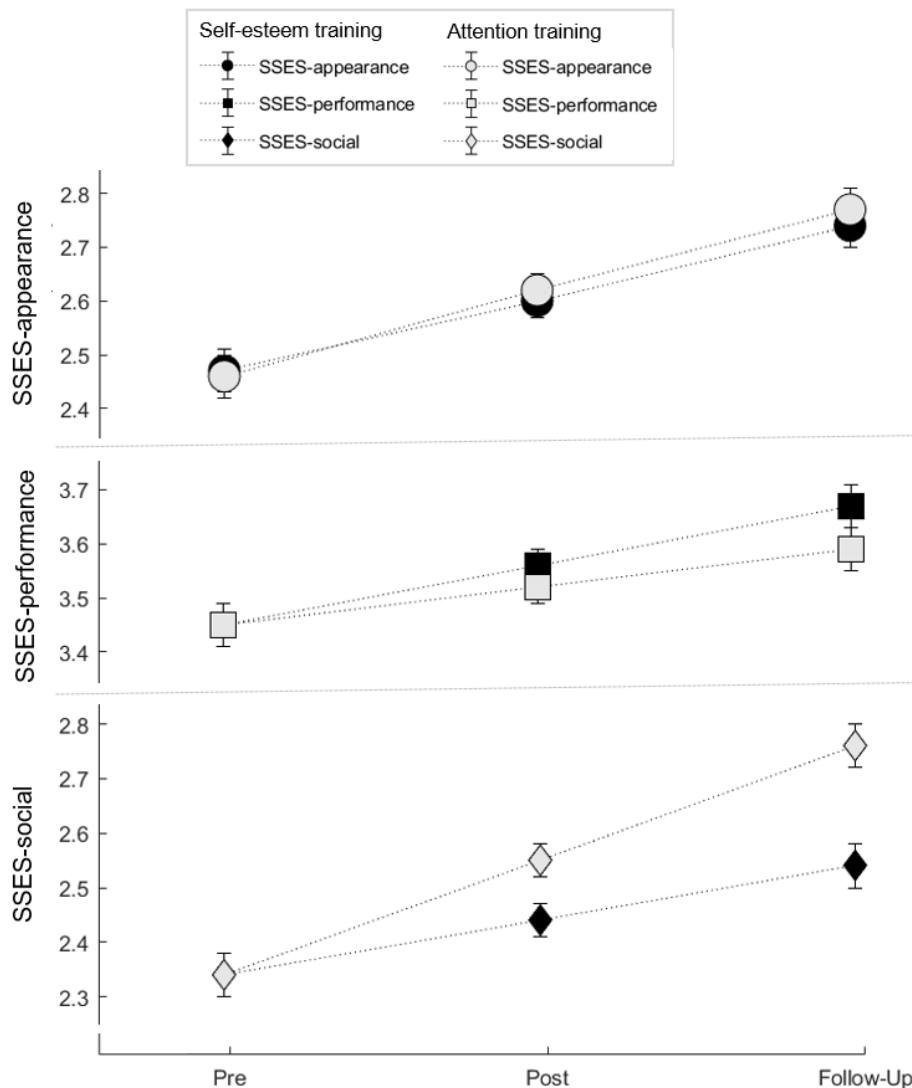 Self-esteem training Attention training
SSES-appearance SSES-appearance
SSES-performance SSES-performance
SSES-social SSES-social
SSES-appearance
2.8
2.7
2.6
2.5
2.4
SSES-performance
3.7
3.6
3.5
3.4
SSES-social
2.8
2.7
2.6
2.5
2.4
2.3
Pre Post Follow-Up